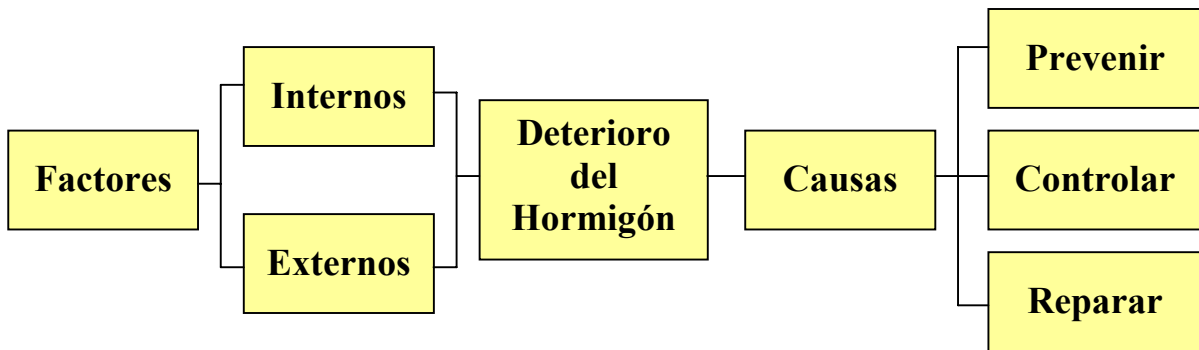 Factores
Internos
Externos
Deterioro
del
Hormigón
Causas
Prevenir
Controlar
Reparar